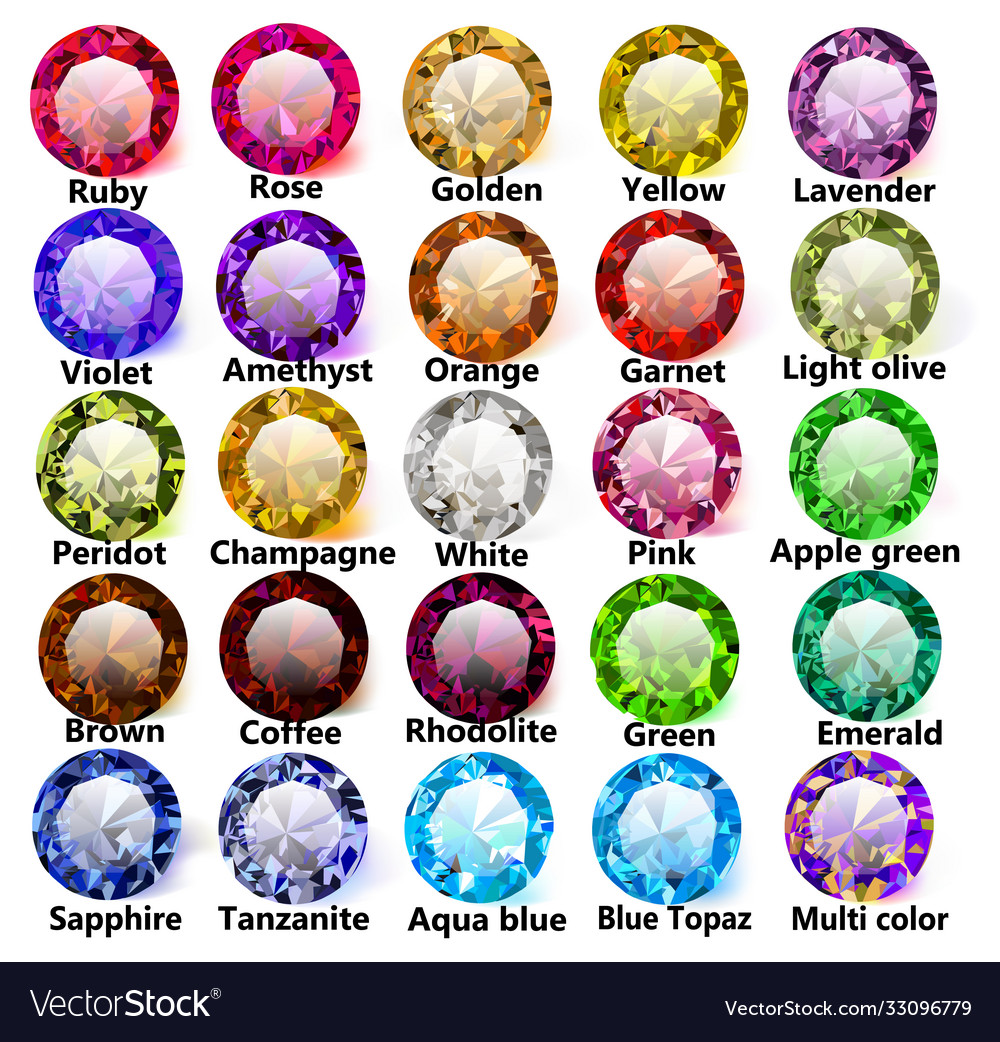 Ruby Rose Golden Yellow Lavender
Violet Amethyst Orange Garnet Light olive
Peridot Champagne White Pink Apple green
Brown Coffee Rhodolite Green Emerald
Sapphire Tanzanite Aqua blue Blue Topaz Multi color
VectorStock® VectorStock.com/33096779